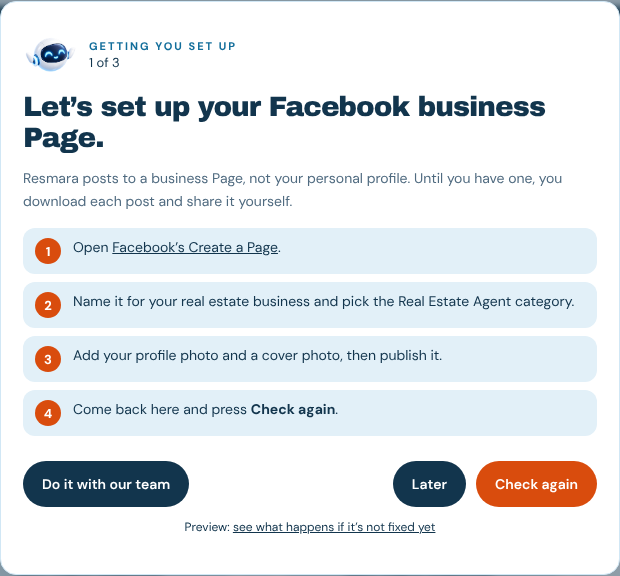 GETTING YOU SET UP
1 of 3
Let’s set up your Facebook business
Page.
Resmara posts to a business Page, not your personal profile. Until you have one, you
download each post and share it yourself.
1 Open Facebook’s Create a Page.
2 Name it for your real estate business and pick the Real Estate Agent category.
3 Add your profile photo and a cover photo, then publish it.
4 Come back here and press Check again.
Do it with our team Later Check again
Preview: see what happens if it’s not fixed yet